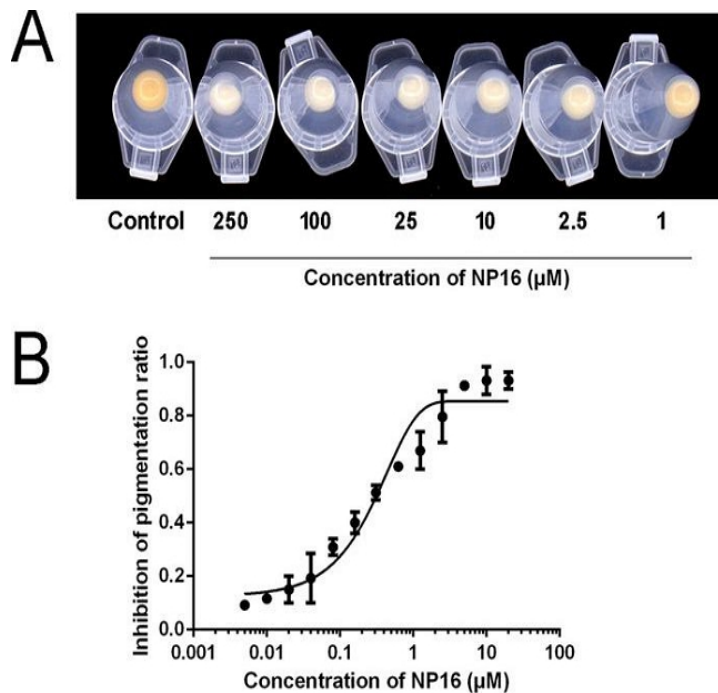 A
Control 250 100 25 10 2.5 1
Concentration of NP16 (µM)
B
Inhibition of pigmentation ratio
1.0
0.8
0.6
0.4
0.2
0.0
0.001 0.01 0.1 1 10 100
Concentration of NP16 (µM)